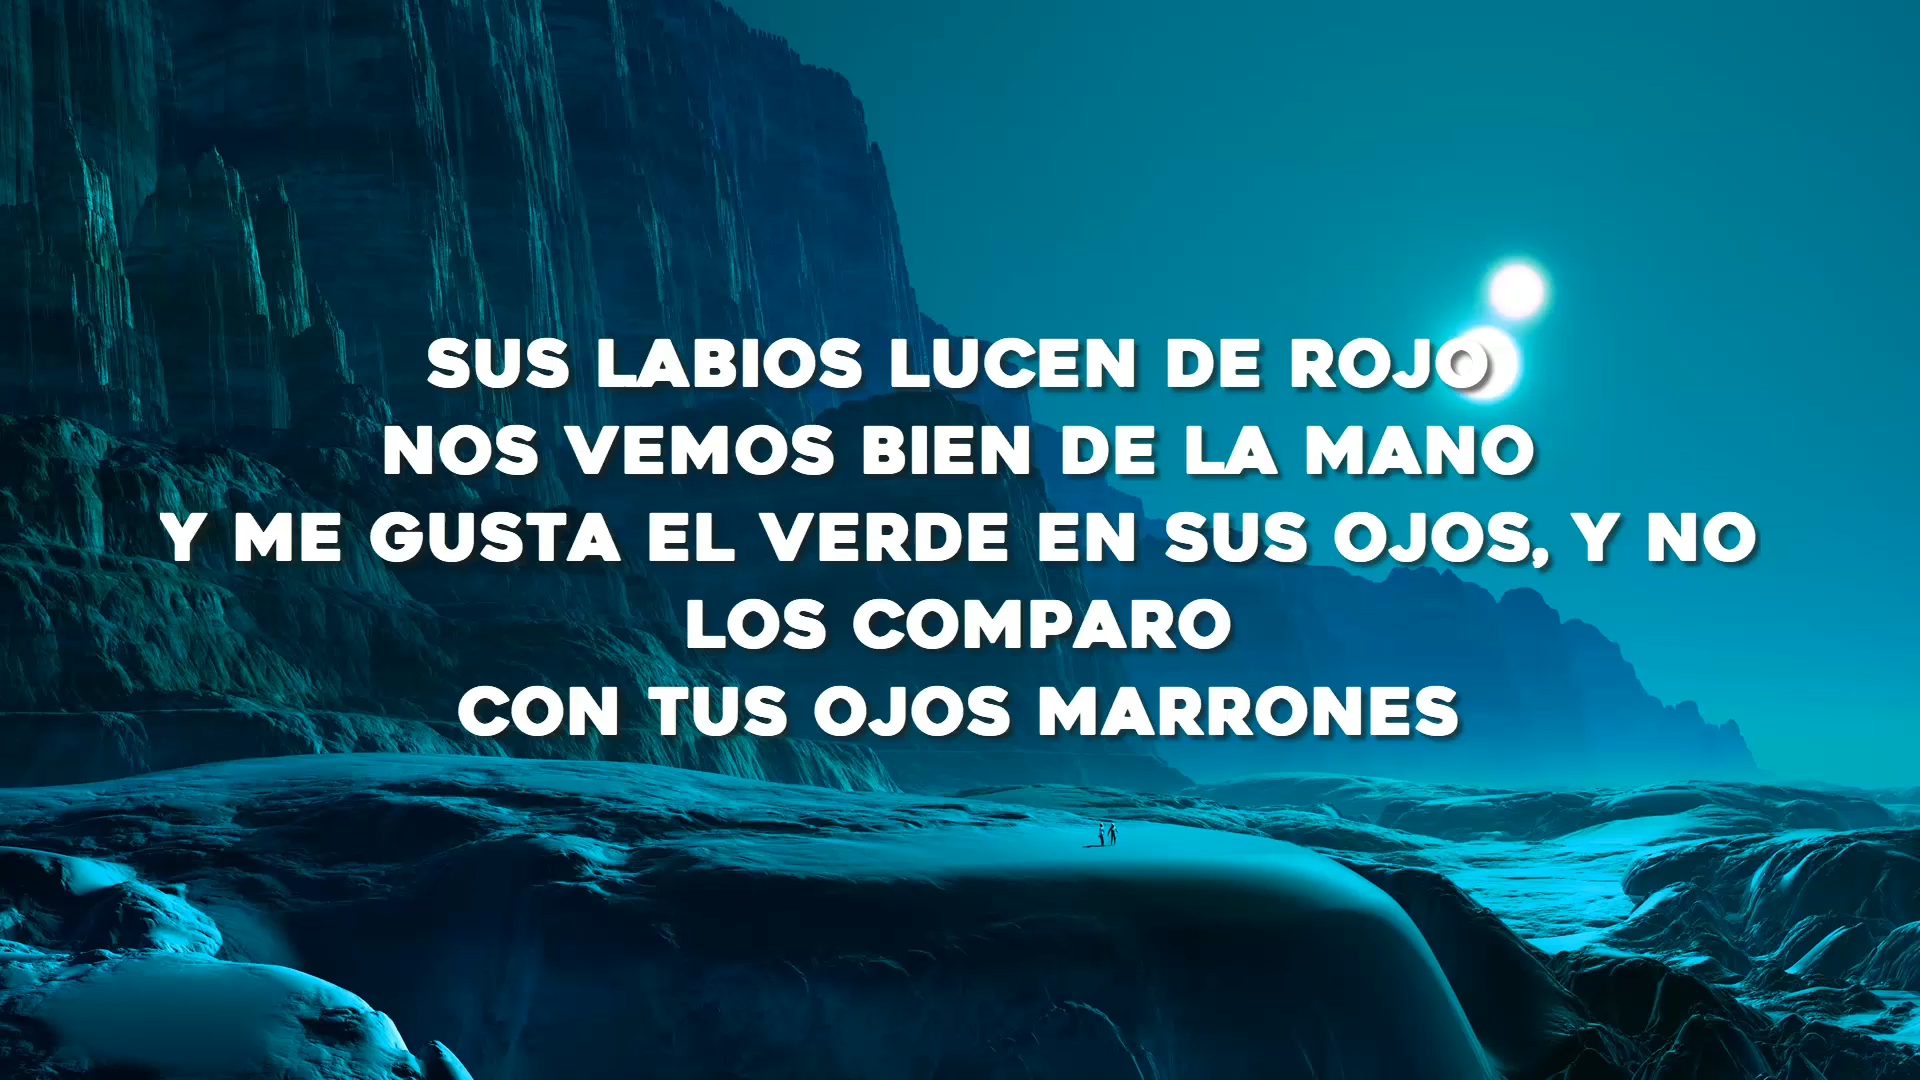 SUS LABIOS LUCEN DE ROJO
NOS VEMOS BIEN DE LA MANO
Y ME GUSTA EL VERDE EN SUS OJOS, Y NO
LOS COMPARO
CON TUS OJOS MARRONES